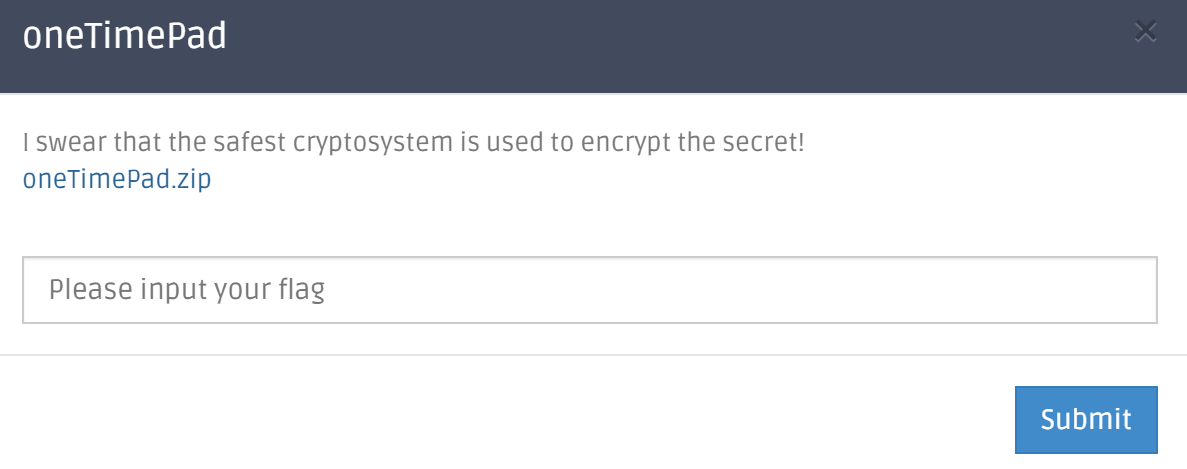 oneTimePad
I swear that the safest cryptosystem is used to encrypt the secret!
oneTimePad.zip
Please input your flag
Submit